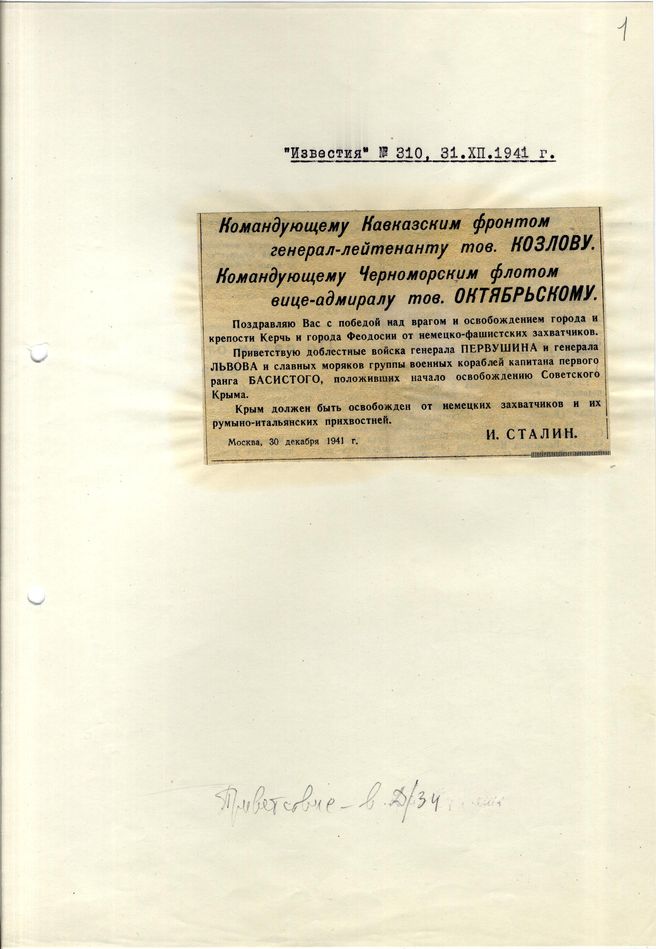 1
"Известия" № 310, 31.XII.1941 г.
Командующему Кавказским фронтом
генерал-лейтенанту тов. КОЗЛОВУ.
Командующему Черноморским флотом
вице-адмиралу тов. ОКТЯБРЬСКОМУ.
Поздравляю Вас с победой над врагом и освобождением города и
крепости Керчь и города Феодосии от немецко-фашистских захватчиков.
Приветствую доблестные войска генерала ПЕРВУШИНА и генерала
ЛЬВОВА и славных моряков группы военных кораблей капитана первого
ранга БАСИСТОГО, положивших начало освобождению Советского
Крыма.
Крым должен быть освобожден от немецких захватчиков и их
румыно-итальянских прихвостней.
И. СТАЛИН.
Москва, 30 декабря 1941 г.
– в Д/34